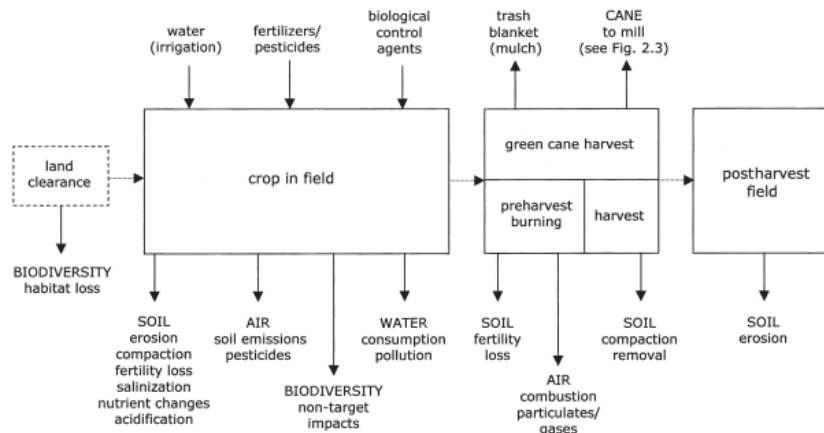 water
(irrigation)
fertilizers/
pesticides
biological
control
agents
trash
blanket
(mulch)
CANE
to mill
(see Fig. 2.3)
land
clearance
crop in field
green cane harvest
preharvest
burning
harvest
postharvest
field
BIODIVERSITY
habitat loss
SOIL
erosion
compaction
fertility loss
salinization
nutrient changes
acidification
AIR
soil emissions
pesticides
BIODIVERSITY
non-target
impacts
WATER
consumption
pollution
SOIL
fertility
loss
AIR
combustion
particulates/
gases
SOIL
compaction
removal
SOIL
erosion